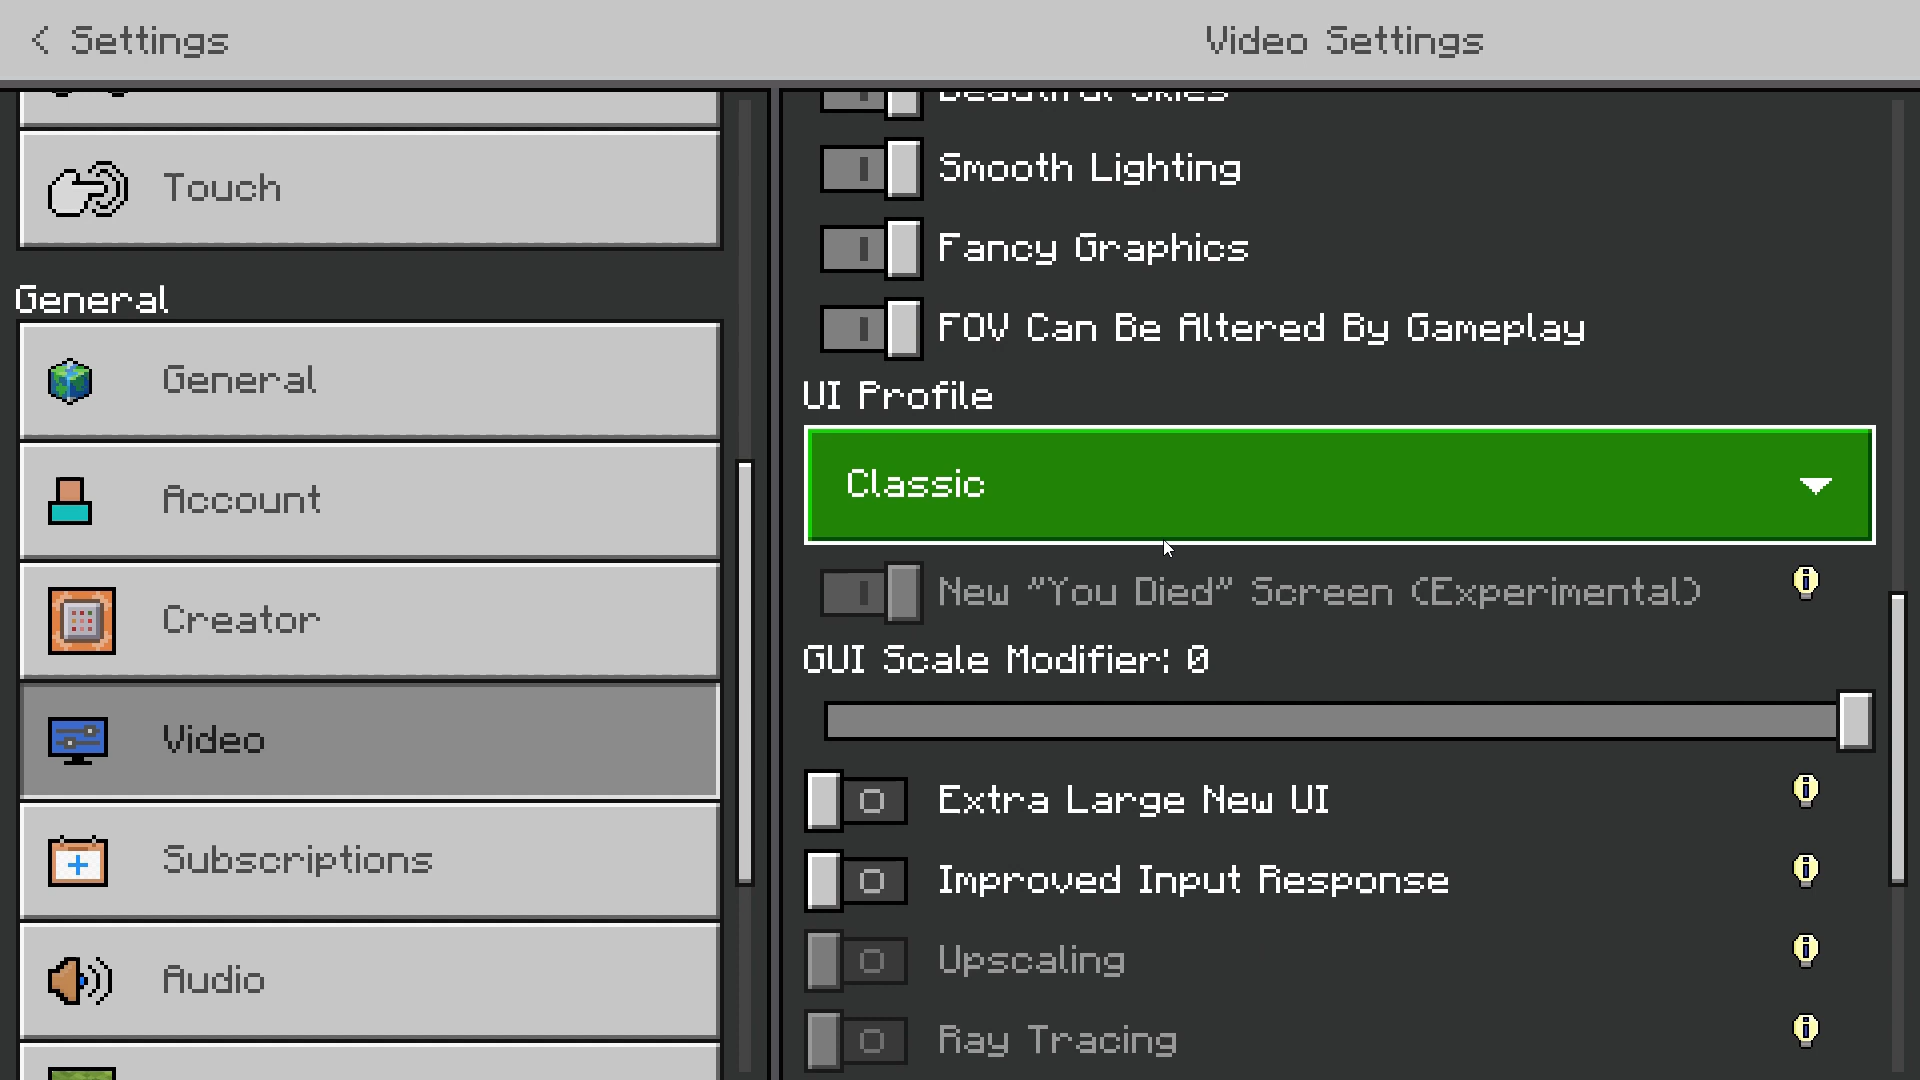 Settings
Video Settings
Touch
General
General
Account
Creator
Video
Subscriptions
Audio
Beautiful Skies
Smooth Lighting
Fancy Graphics
FOV Can Be Altered By Gameplay
UI Profile
Classic
New "You Died" Screen (Experimental)
GUI Scale Modifier: 0
Extra Large New UI
Improved Input Response
Upscaling
Ray Tracing